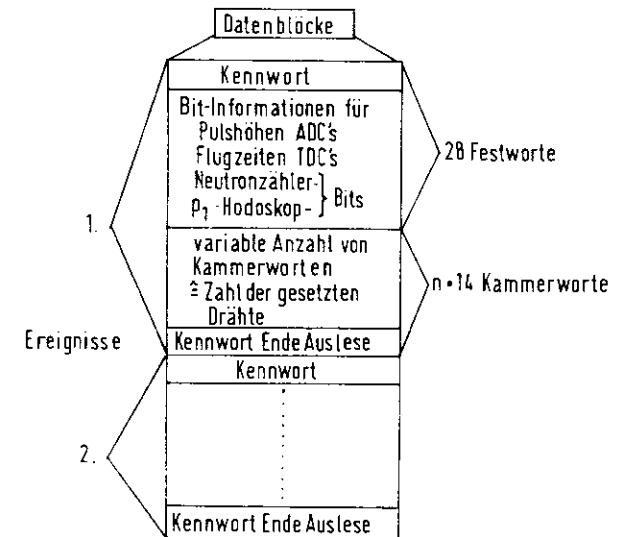 Datenblöcke
Kennwort
Bit-Informationen für
Pulshöhen ADC's
Flugzeiten TDC's
Neutronzähler-
p₁-Hodoskop-
} Bits
28 Festworte
1.
variable Anzahl von
Kammerworten
≙ Zahl der gesetzten
Drähte
n•14 Kammerworte
Kennwort Ende Auslese
Ereignisse
Kennwort
2.
Kennwort Ende Auslese